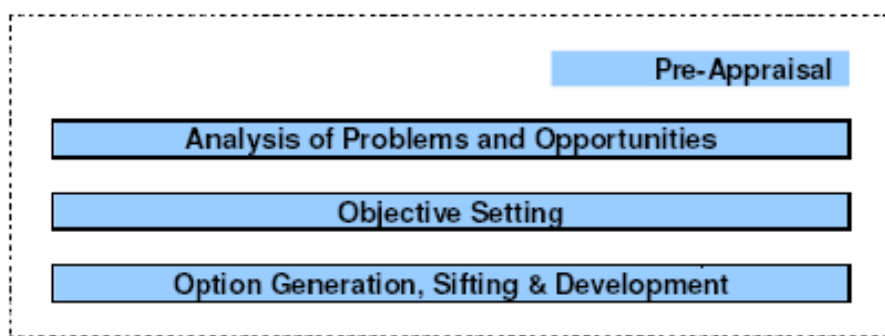 Pre-Appraisal
Analysis of Problems and Opportunities
Objective Setting
Option Generation, Sifting & Development